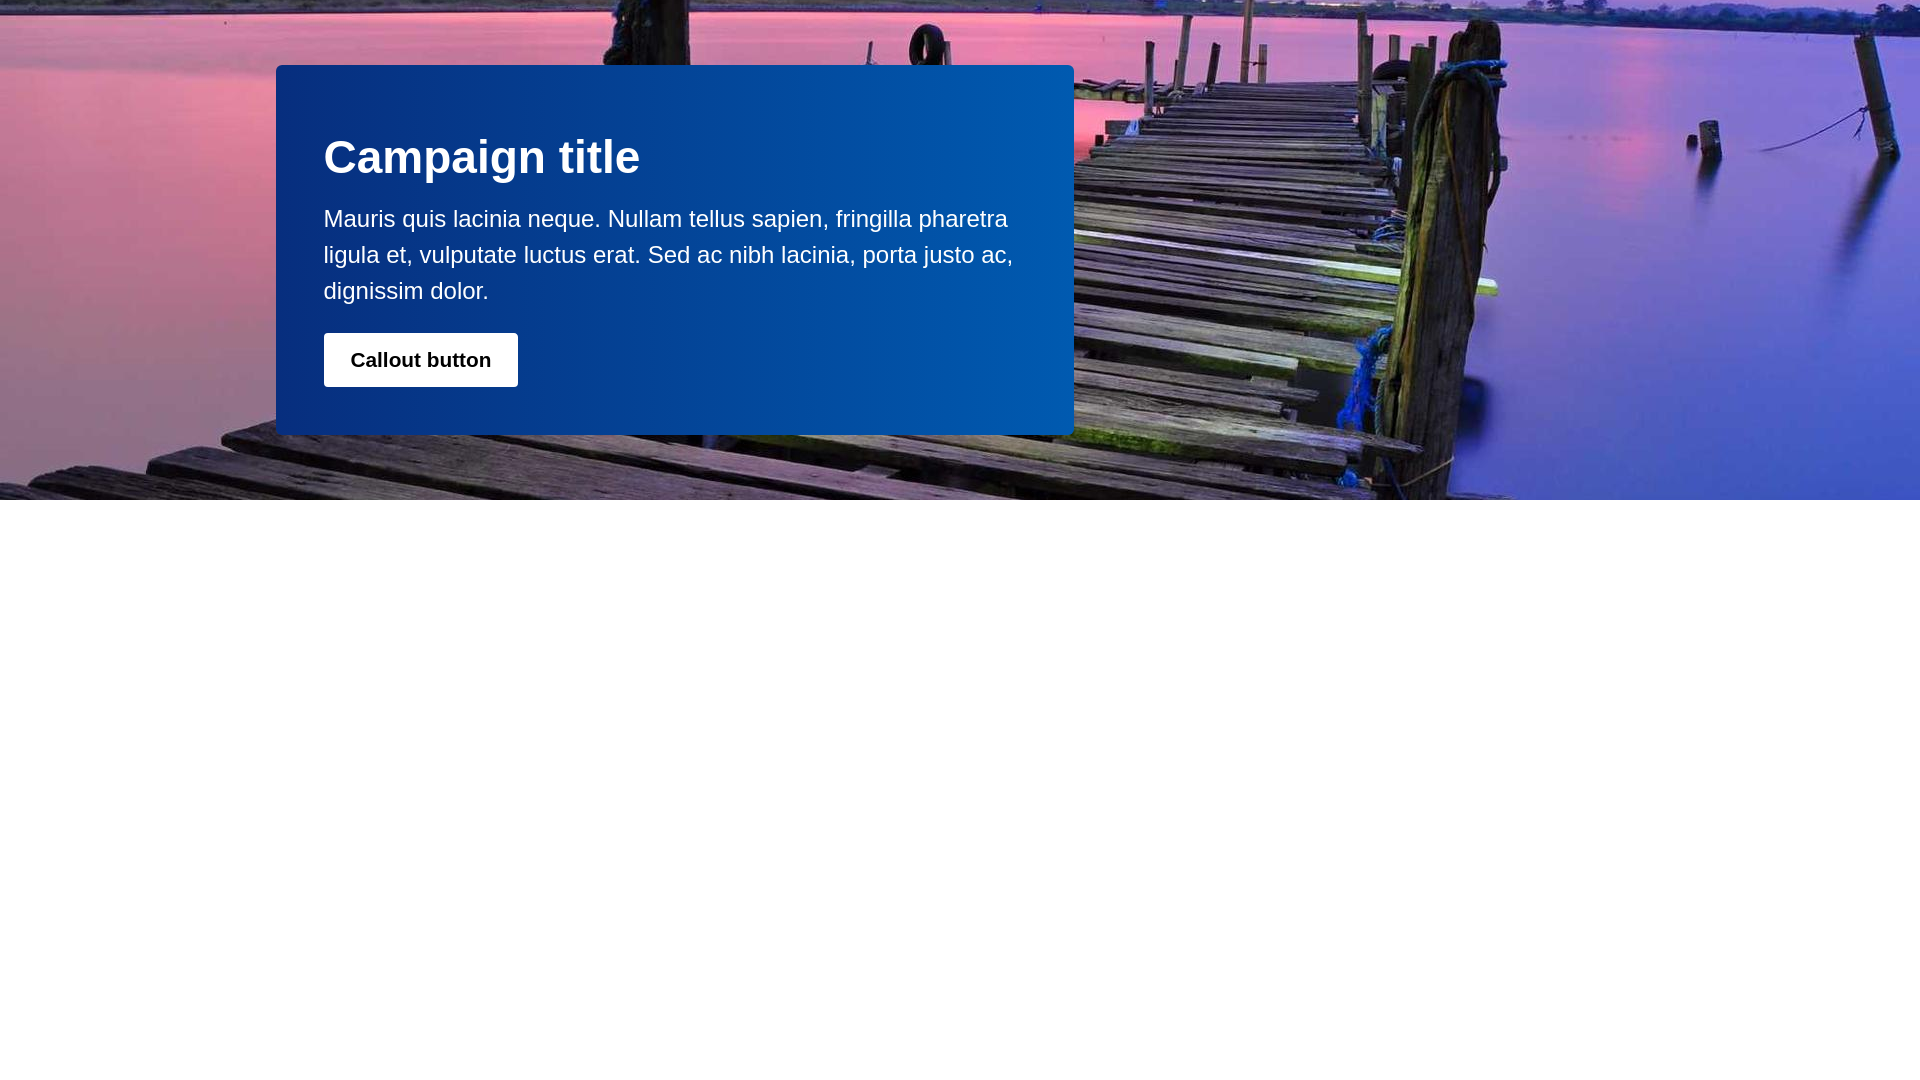 Campaign title
Mauris quis lacinia neque. Nullam tellus sapien, fringilla pharetra
ligula et, vulputate luctus erat. Sed ac nibh lacinia, porta justo ac,
dignissim dolor.
Callout button